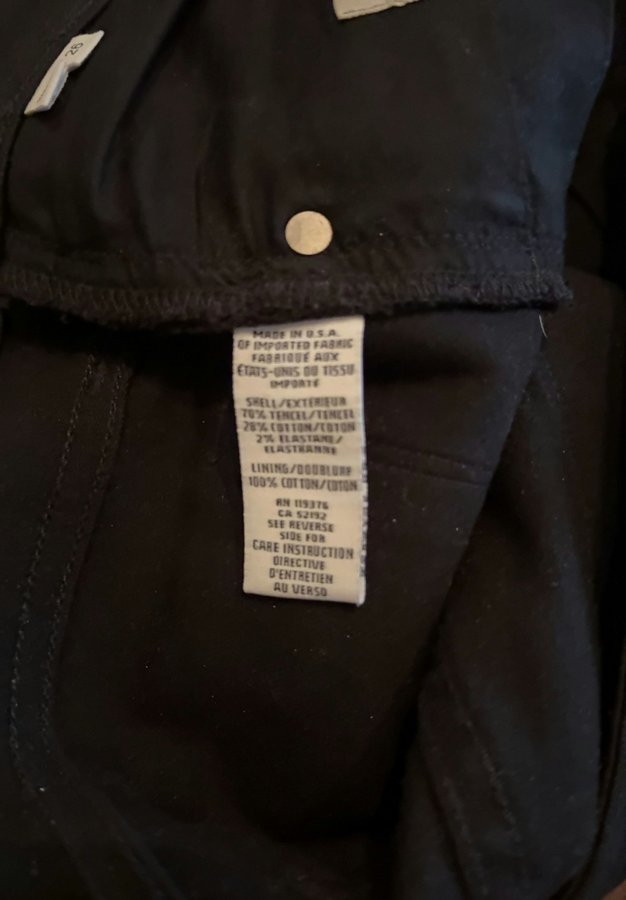 26
MADE IN U.S.A.
OF IMPORTED FABRIC
FABRIQUÉ AUX
ÉTATS-UNIS DU TISSU
IMPORTÉ
SHELL/EXTERIEUR
70% TENCEL/TENCEL
28% COTTON/COTON
2% ELASTANE/
ELASTHANNE
LINING/DOUBLURE
100% COTTON/COTON
RN 119376
CA 52192
SEE REVERSE
SIDE FOR
CARE INSTRUCTION
DIRECTIVE
D'ENTRETIEN
AU VERSO